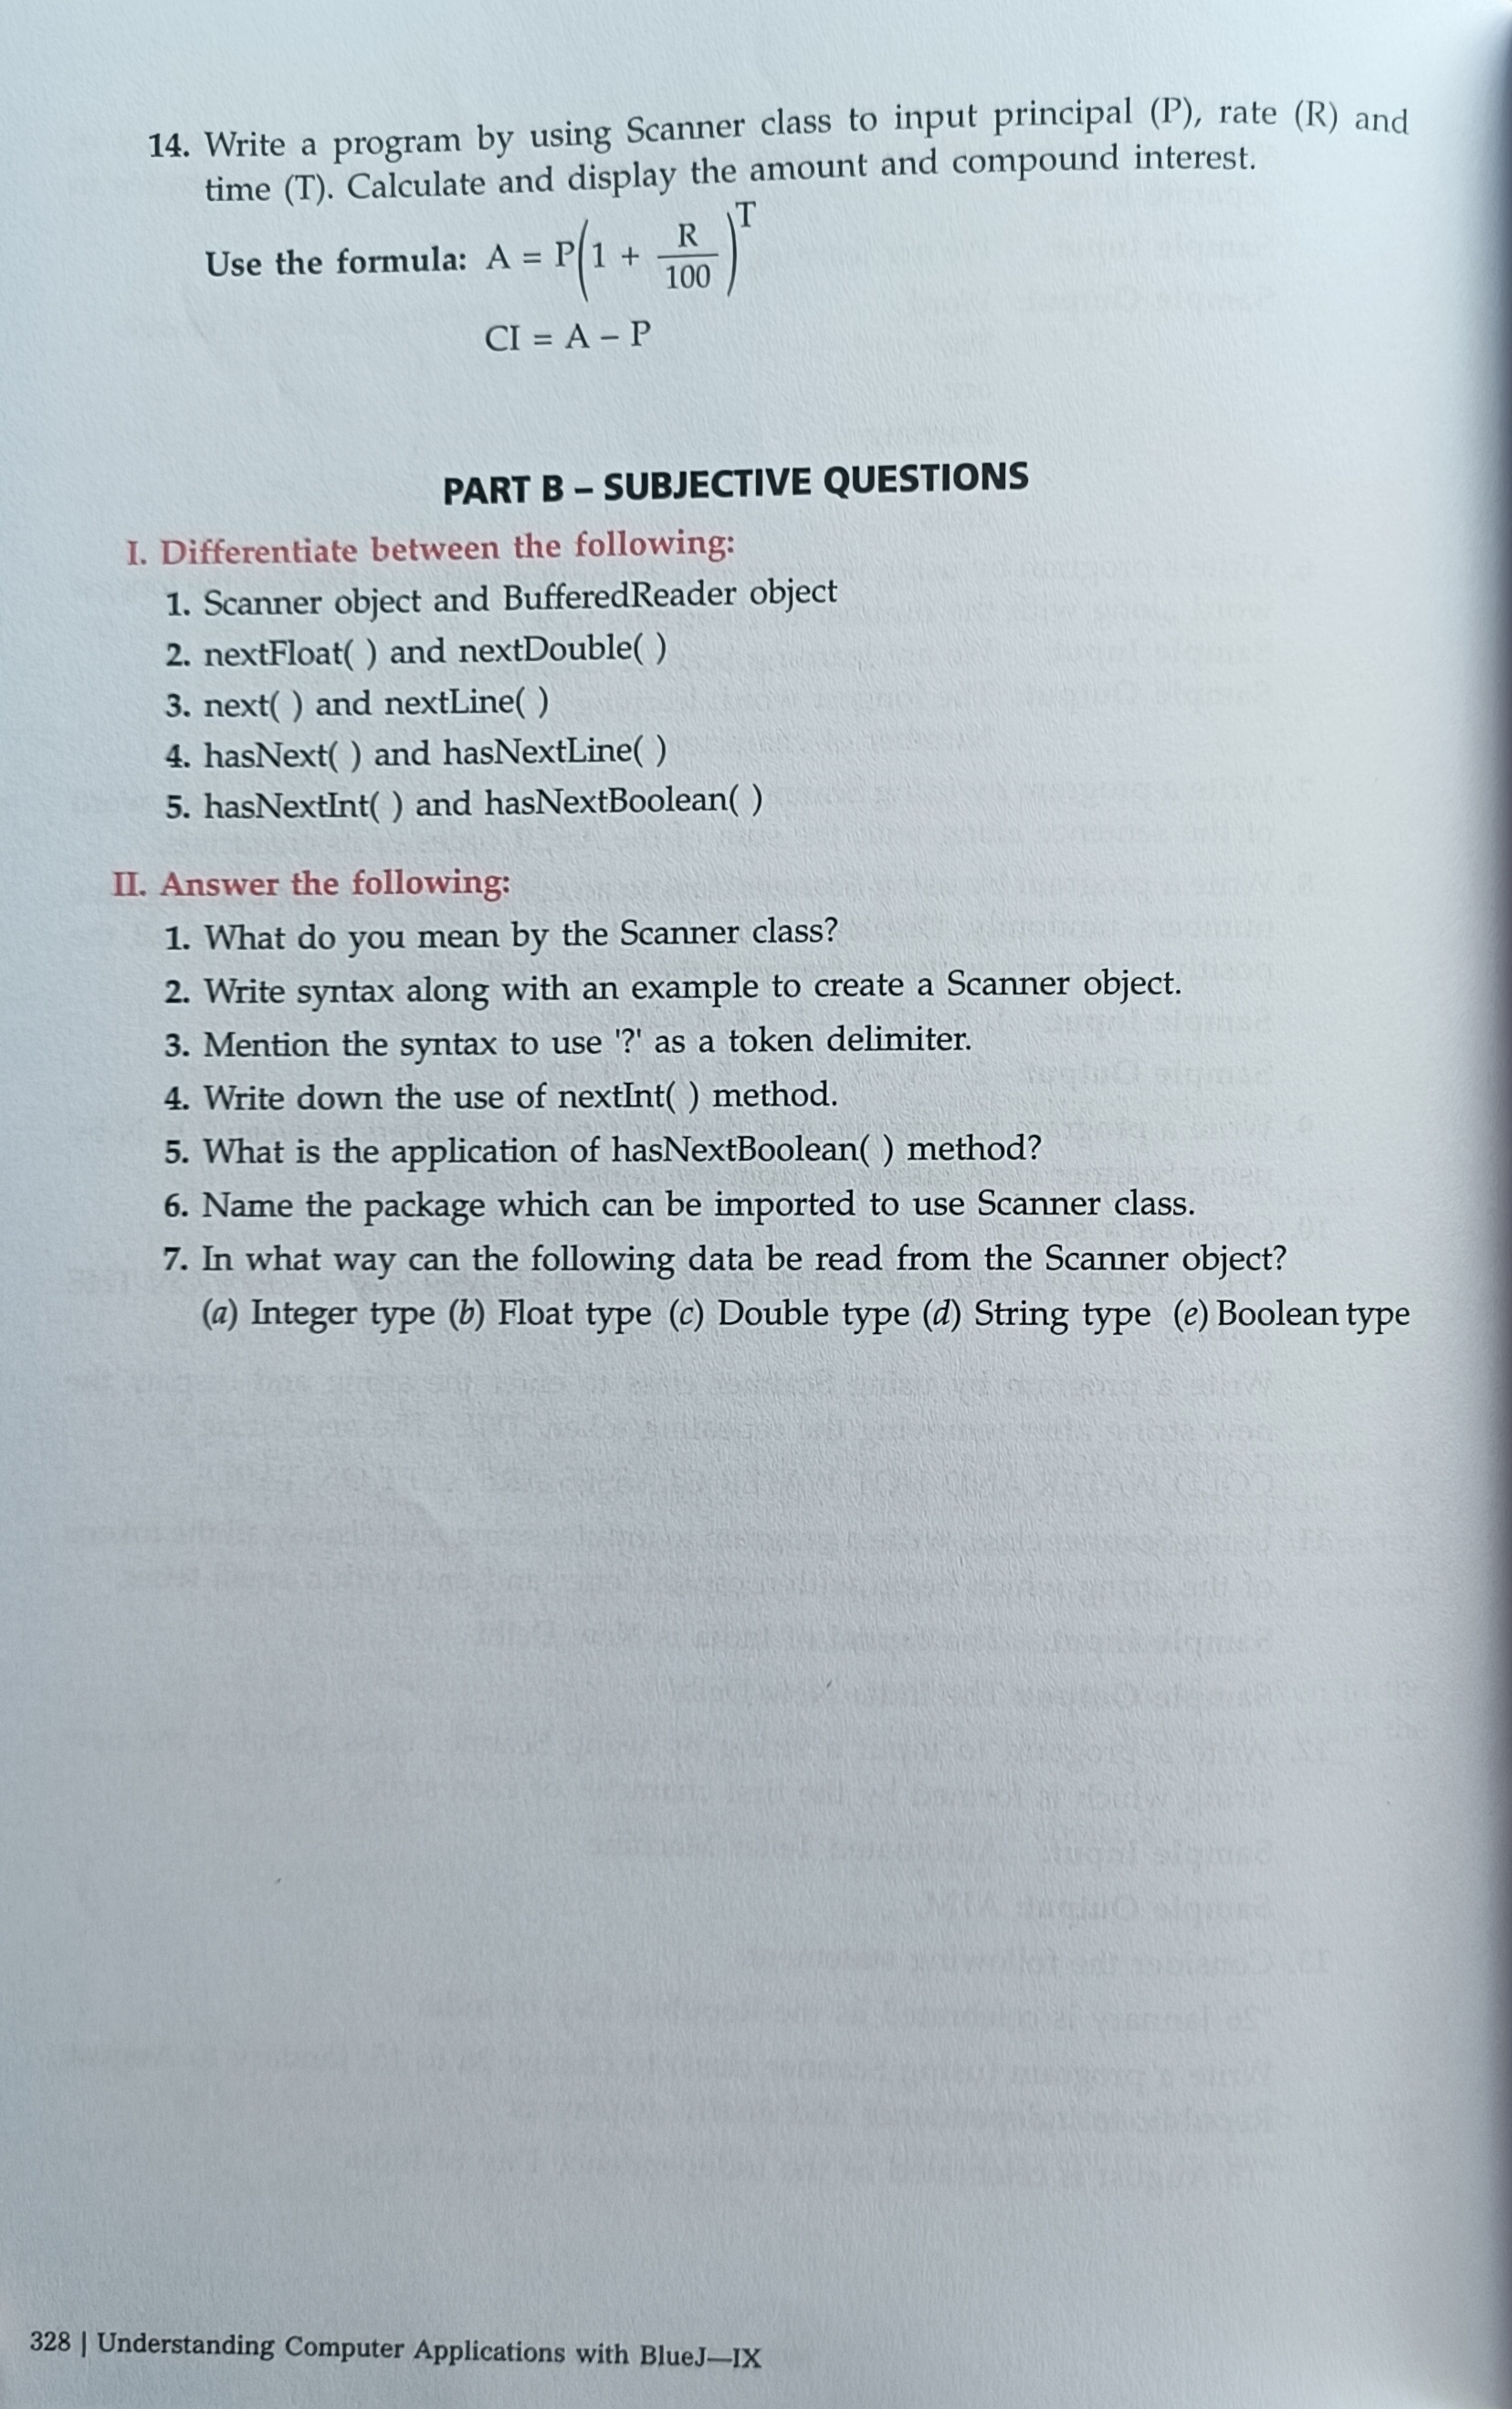 14. Write a program by using Scanner class to input principal (P), rate (R) and
time (T). Calculate and display the amount and compound interest.
Use the formula: A = P(1 + R/100)^T
CI = A – P
PART B – SUBJECTIVE QUESTIONS
I. Differentiate between the following:
1. Scanner object and BufferedReader object
2. nextFloat( ) and nextDouble( )
3. next( ) and nextLine( )
4. hasNext( ) and hasNextLine( )
5. hasNextInt( ) and hasNextBoolean( )
II. Answer the following:
1. What do you mean by the Scanner class?
2. Write syntax along with an example to create a Scanner object.
3. Mention the syntax to use '?' as a token delimiter.
4. Write down the use of nextInt( ) method.
5. What is the application of hasNextBoolean( ) method?
6. Name the package which can be imported to use Scanner class.
7. In what way can the following data be read from the Scanner object?
(a) Integer type (b) Float type (c) Double type (d) String type (e) Boolean type
328 | Understanding Computer Applications with BlueJ—IX